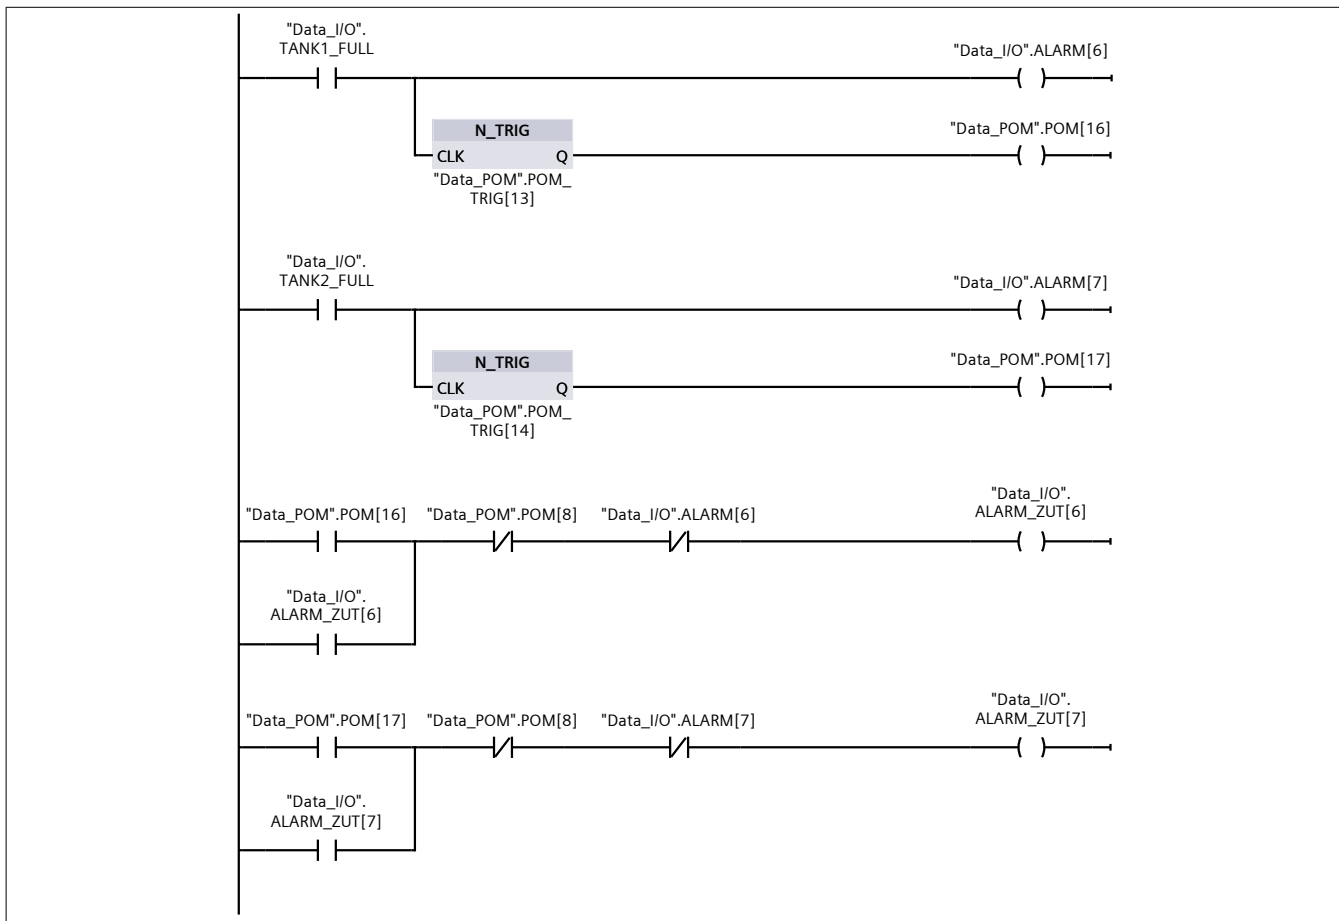 "Data_I/O".
TANK1_FULL
"Data_I/O".ALARM[6]
N_TRIG
"Data_POM".POM[16]
CLK Q
"Data_POM".POM_
TRIG[13]
"Data_I/O".
TANK2_FULL
"Data_I/O".ALARM[7]
N_TRIG
"Data_POM".POM[17]
CLK Q
"Data_POM".POM_
TRIG[14]
"Data_POM".POM[16] "Data_POM".POM[8] "Data_I/O".ALARM[6]
"Data_I/O".
ALARM_ZUT[6]
"Data_I/O".
ALARM_ZUT[6]
"Data_POM".POM[17] "Data_POM".POM[8] "Data_I/O".ALARM[7]
"Data_I/O".
ALARM_ZUT[7]
"Data_I/O".
ALARM_ZUT[7]